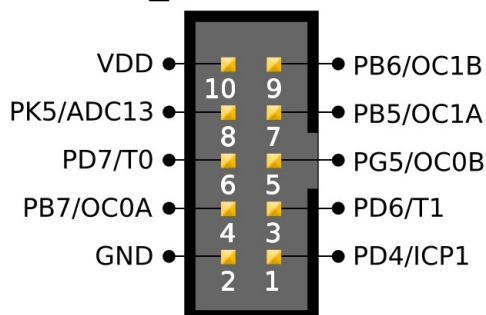 VDD 10 9 PB6/OC1B
PK5/ADC13 8 7 PB5/OC1A
PD7/T0 6 5 PG5/OC0B
PB7/OC0A 4 3 PD6/T1
GND 2 1 PD4/ICP1